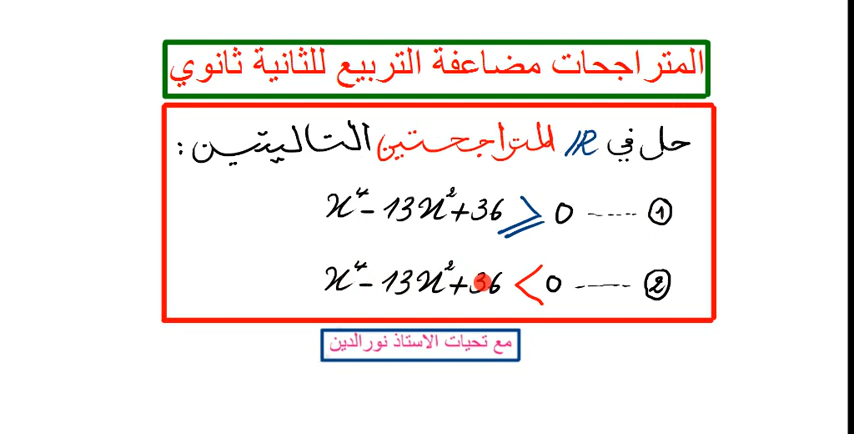 المتراجحات مضاعفة التربيع للثانية ثانوي
حل في ℝ المتراجحتين التاليتين :
x⁴ - 13x² + 36 ≥ 0 ----- ①
x⁴ - 13x² + 36 < 0 ----- ②
مع تحيات الاستاذ نورالدين